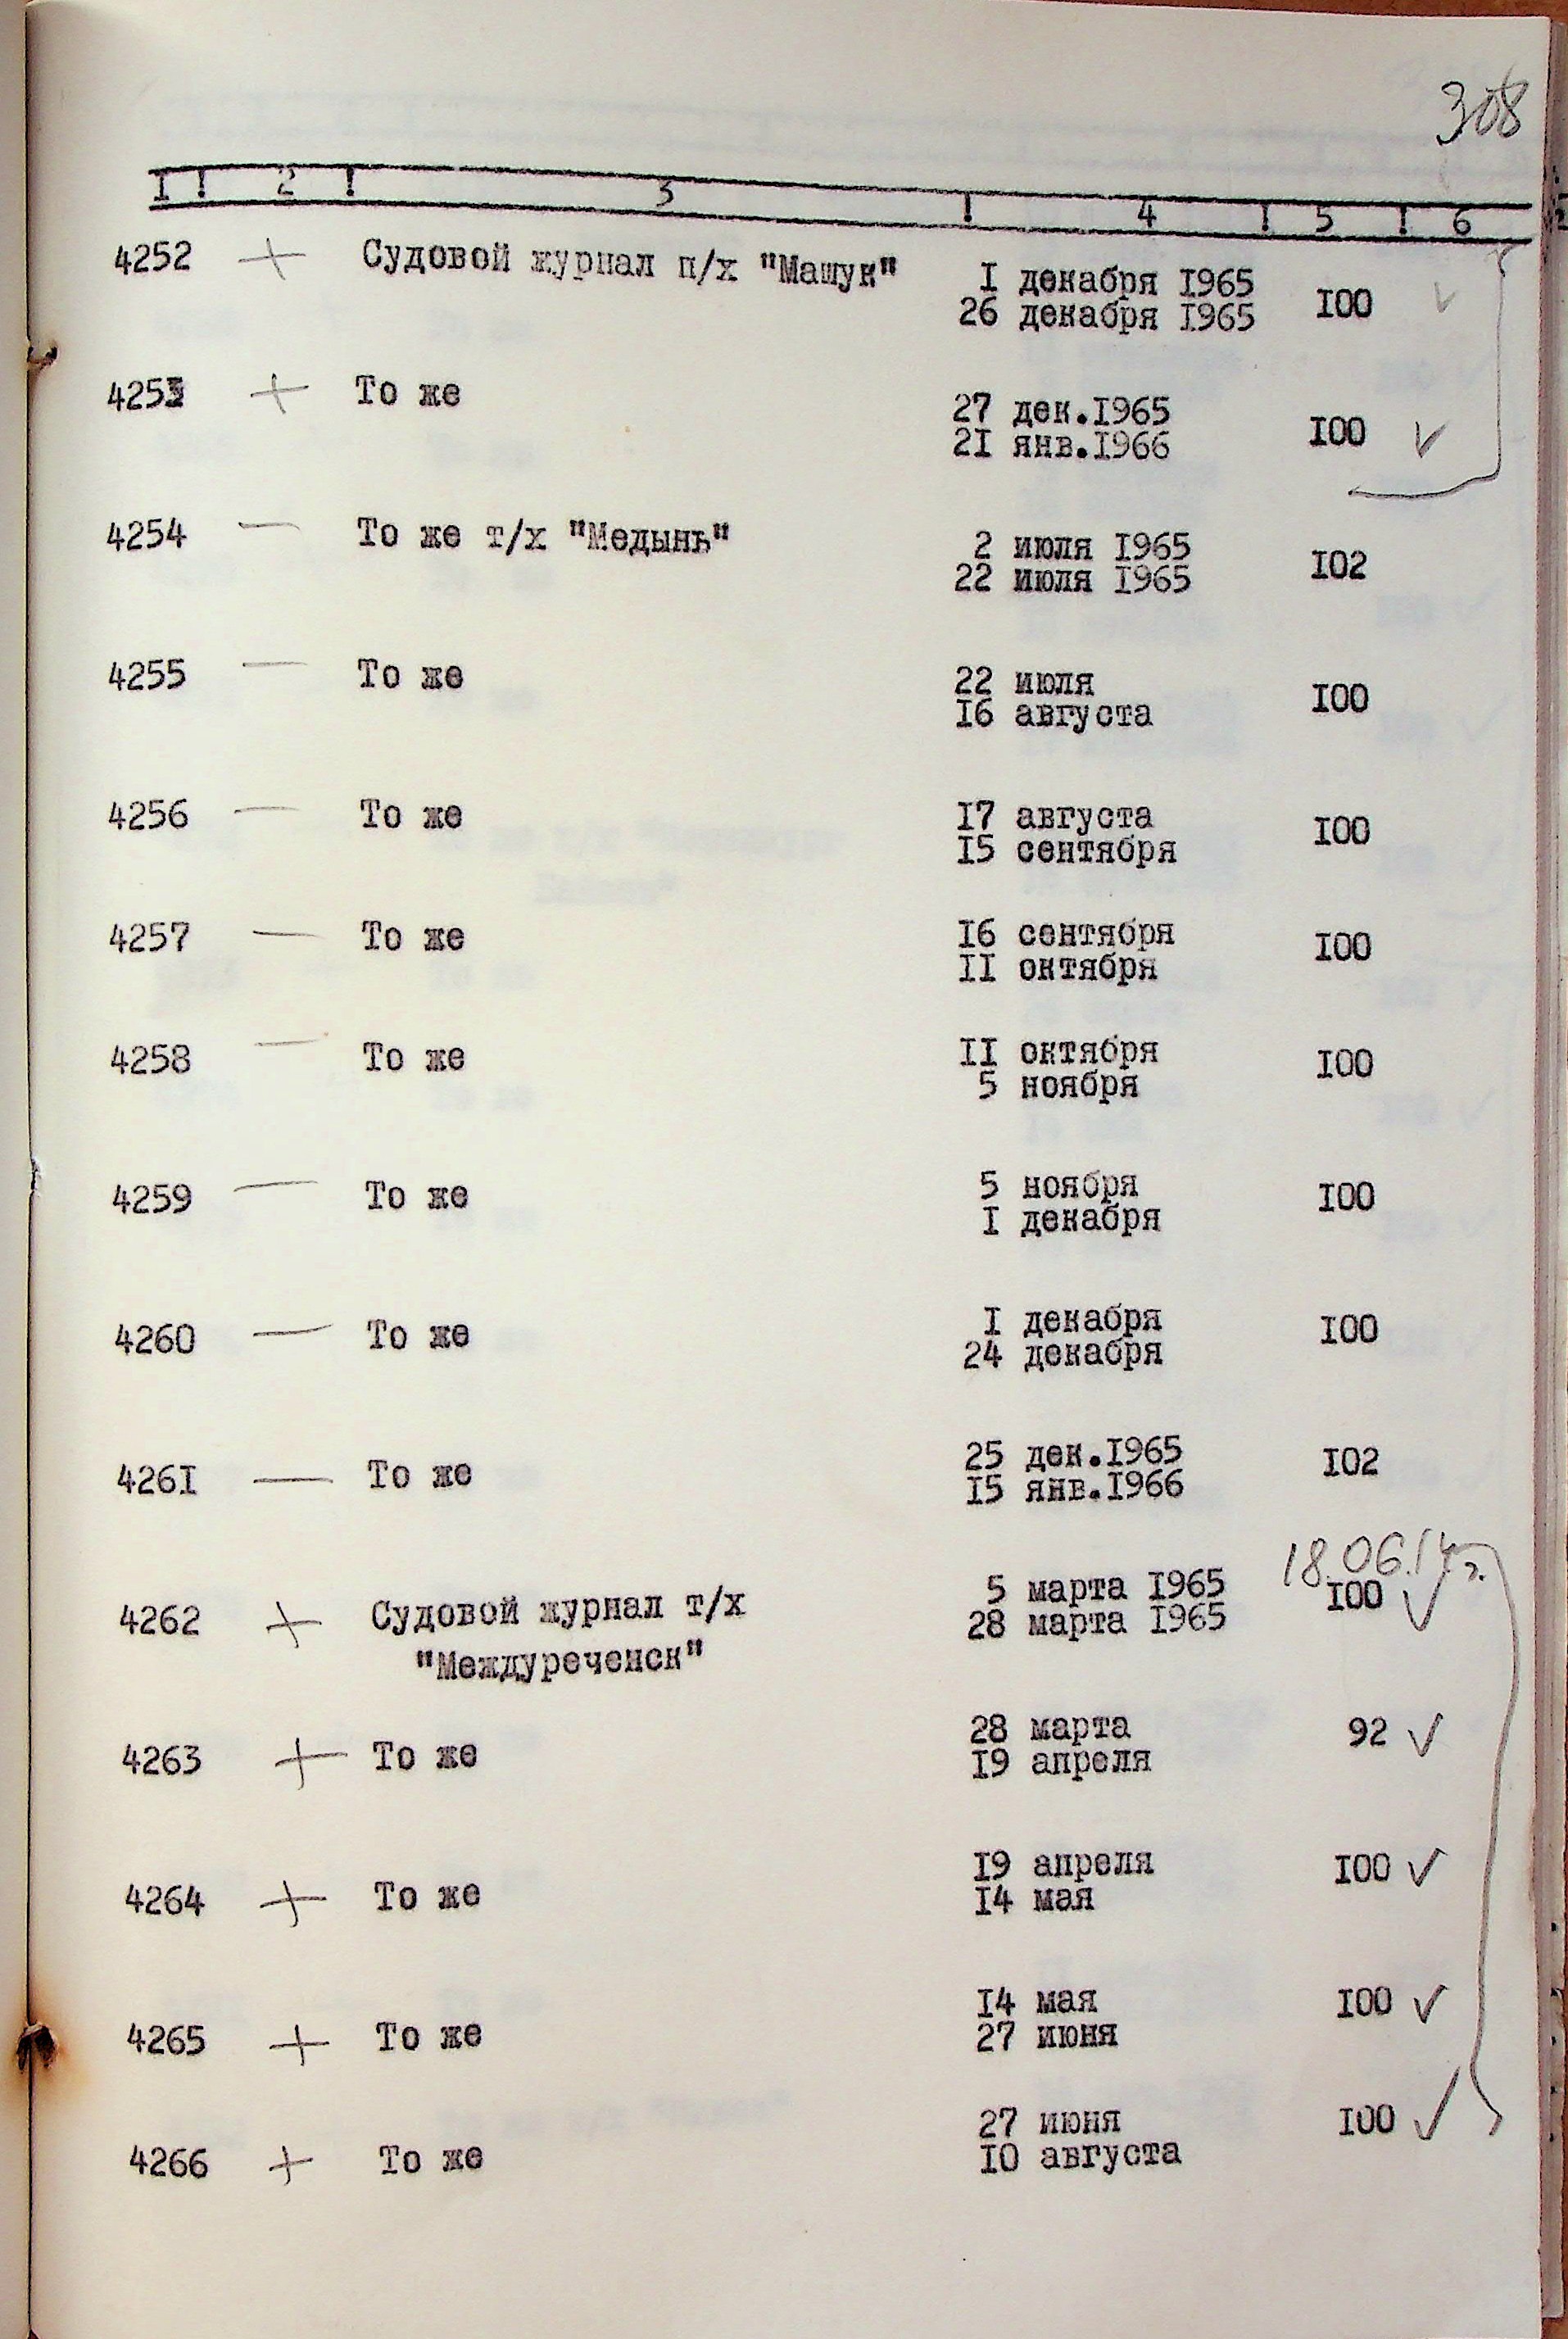 308
I ! 2 ! 3 ! 4 ! 5 ! 6
4252 + Судовой журнал п/х "Машук" I декабря I965 I00 ✓
26 декабря I965
4253 + То же 27 дек.I965 I00 ✓
2I янв.I966
4254 — То же т/х "Медынь" 2 июля I965 I02
22 июля I965
4255 — То же 22 июля I00
I6 августа
4256 — То же I7 августа I00
I5 сентября
4257 — То же I6 сентября I00
II октября
4258 — То же II октября I00
5 ноября
4259 — То же 5 ноября I00
I декабря
4260 — То же I декабря I00
24 декабря
426I — То же 25 дек.I965 I02
I5 янв.I966
18.06.14г.
4262 + Судовой журнал т/х 5 марта I965 I00 ✓
"Междуреченск" 28 марта I965
4263 + То же 28 марта 92 ✓
I9 апреля
4264 + То же I9 апреля I00 ✓
I4 мая
4265 + То же I4 мая I00 ✓
27 июня
4266 + То же 27 июня I00 ✓
I0 августа